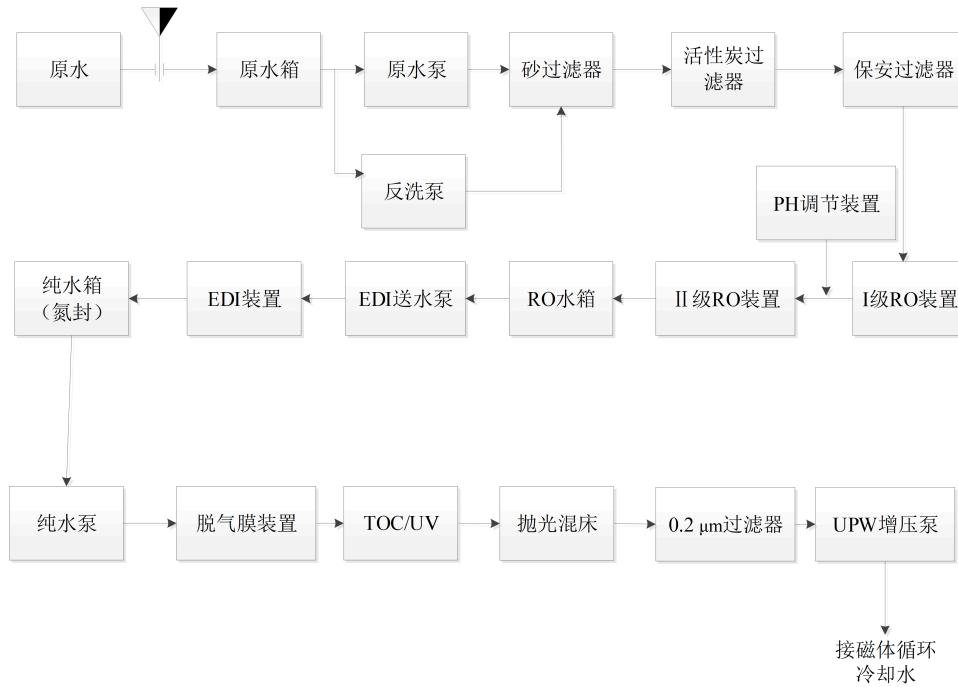 原水
原水箱
原水泵
砂过滤器
活性炭过
滤器
保安过滤器
反洗泵
PH调节装置
纯水箱
（氮封）
EDI装置
EDI送水泵
RO水箱
Ⅱ级RO装置
I级RO装置
纯水泵
脱气膜装置
TOC/UV
抛光混床
0.2 μm过滤器
UPW增压泵
接磁体循环
冷却水